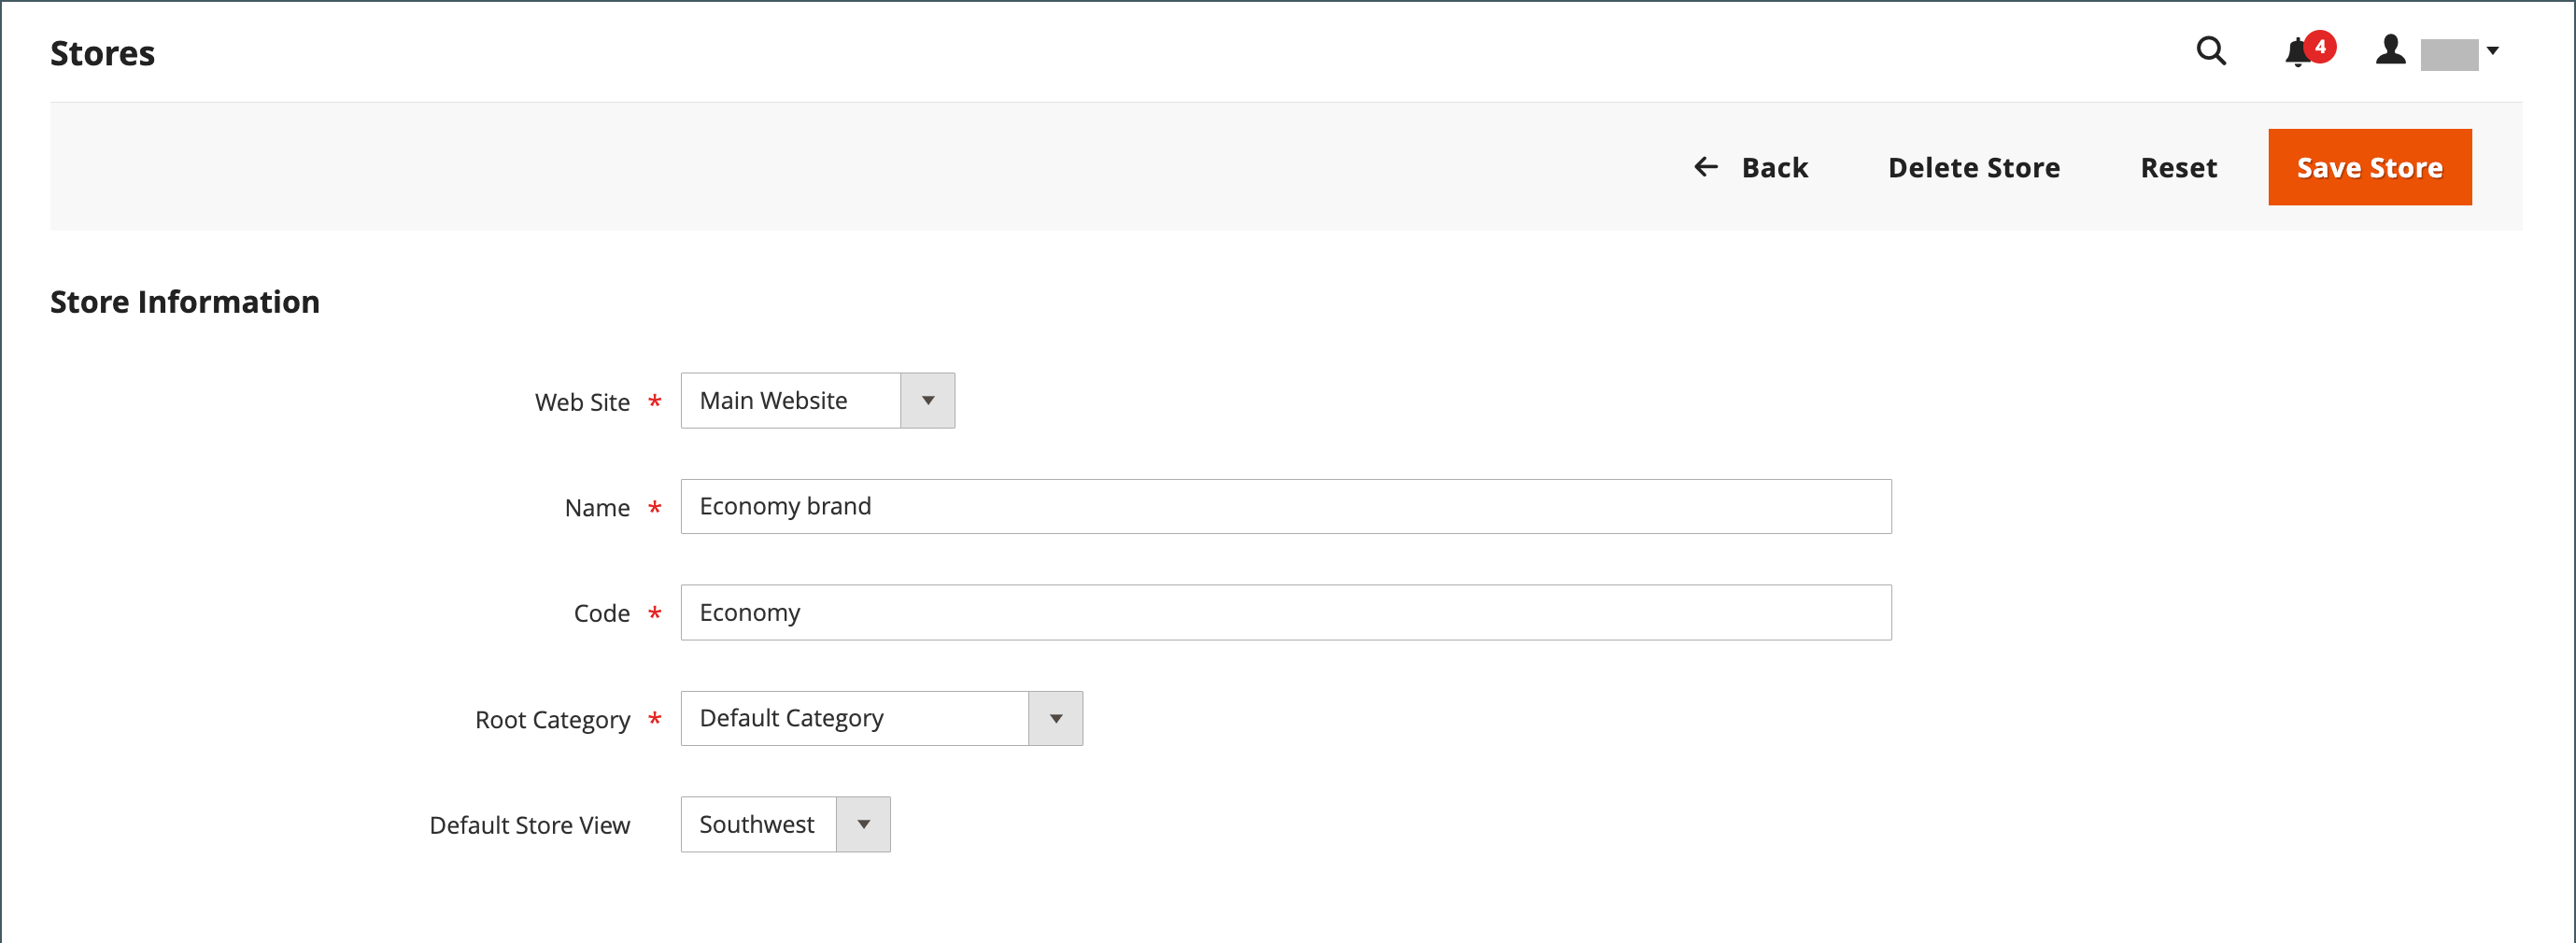 Stores
4
Back Delete Store Reset Save Store
Store Information
Web Site * Main Website
Name * Economy brand
Code * Economy
Root Category * Default Category
Default Store View Southwest